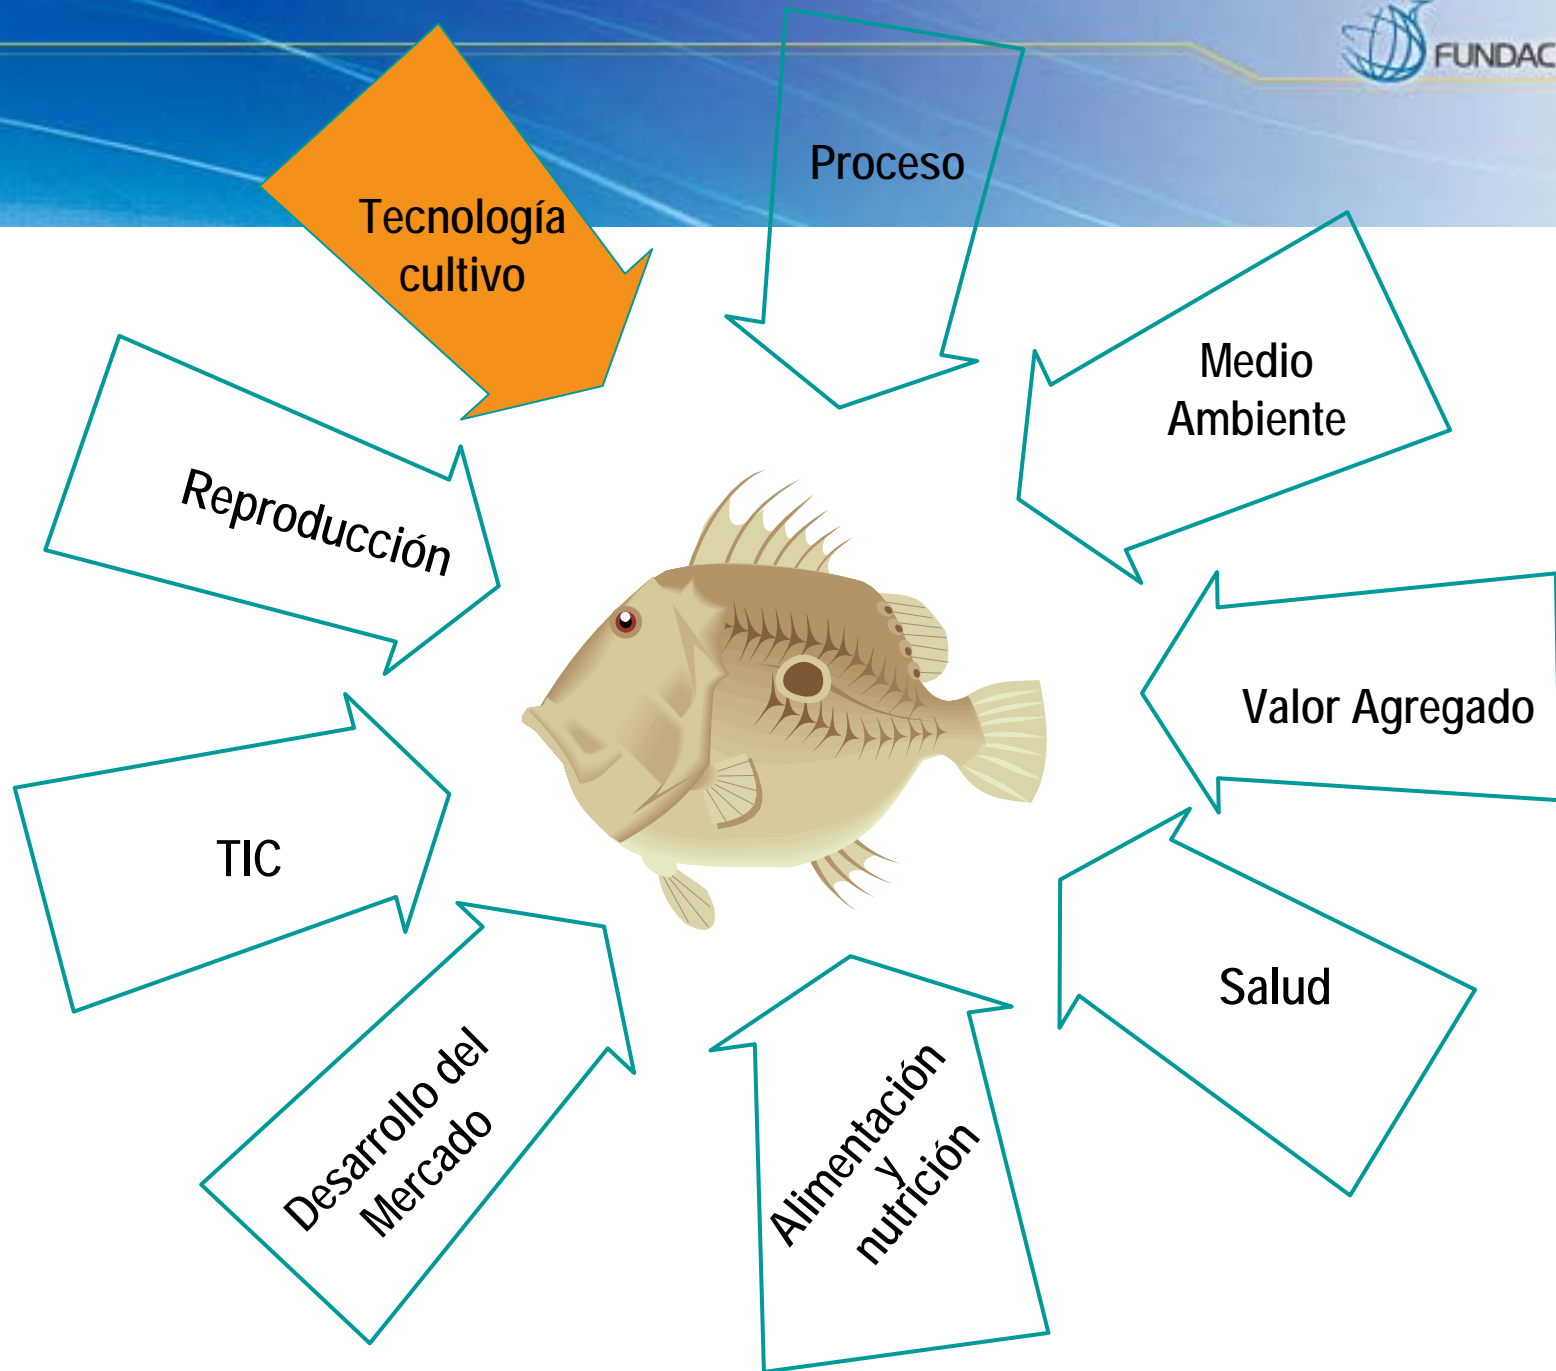 FUNDAC
Proceso
Tecnología
cultivo
Medio
Ambiente
Reproducción
Valor Agregado
TIC
Salud
Desarrollo del
Mercado
Alimentación
y
nutrición